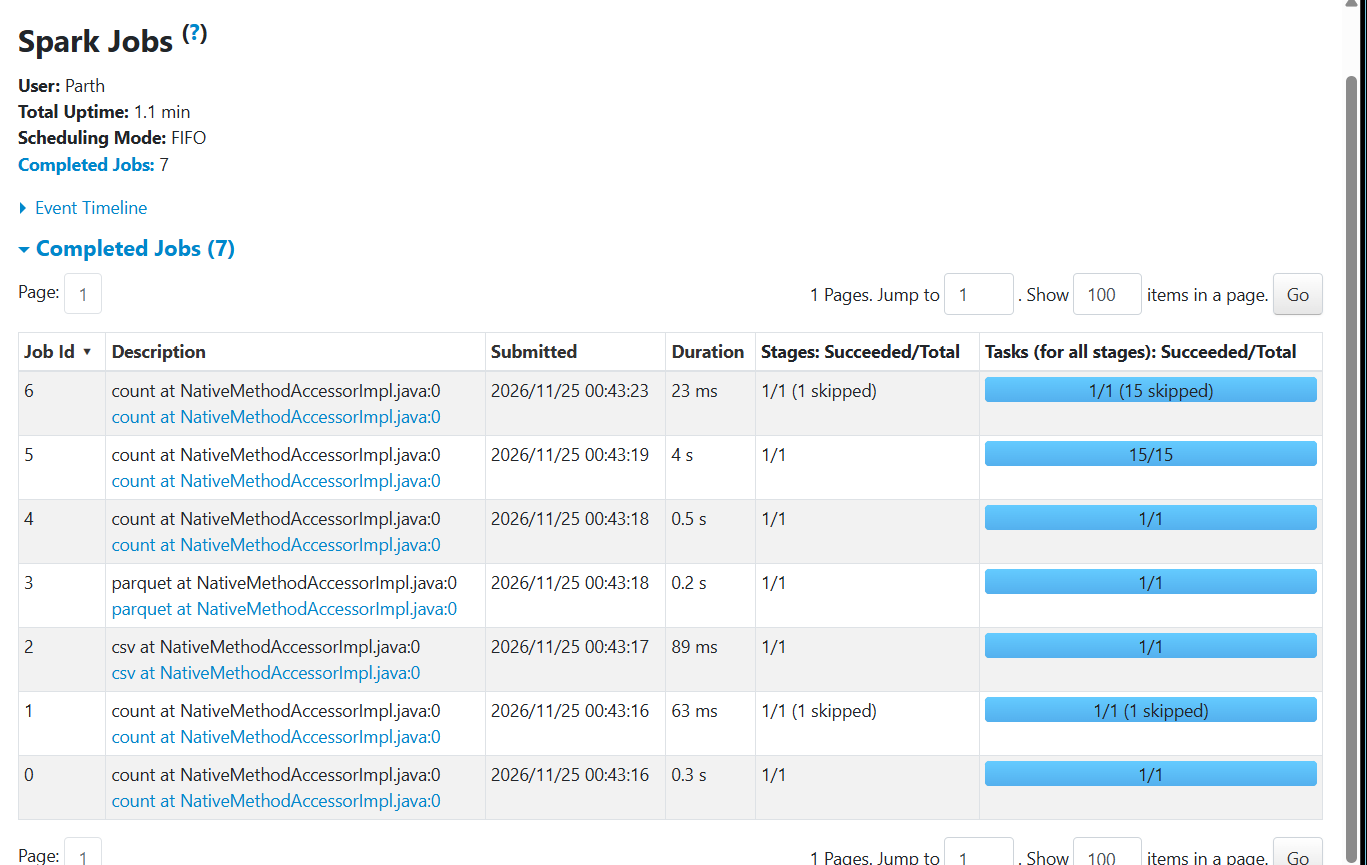 Spark Jobs (?)
User: Parth
Total Uptime: 1.1 min
Scheduling Mode: FIFO
Completed Jobs: 7
Event Timeline
Completed Jobs (7)
Page: 1 1 Pages. Jump to 1 . Show 100 items in a page. Go
Job Id ▾ Description Submitted Duration Stages: Succeeded/Total Tasks (for all stages): Succeeded/Total
6 count at NativeMethodAccessorImpl.java:0 2026/11/25 00:43:23 23 ms 1/1 (1 skipped) 1/1 (15 skipped)
count at NativeMethodAccessorImpl.java:0
5 count at NativeMethodAccessorImpl.java:0 2026/11/25 00:43:19 4 s 1/1 15/15
count at NativeMethodAccessorImpl.java:0
4 count at NativeMethodAccessorImpl.java:0 2026/11/25 00:43:18 0.5 s 1/1 1/1
count at NativeMethodAccessorImpl.java:0
3 parquet at NativeMethodAccessorImpl.java:0 2026/11/25 00:43:18 0.2 s 1/1 1/1
parquet at NativeMethodAccessorImpl.java:0
2 csv at NativeMethodAccessorImpl.java:0 2026/11/25 00:43:17 89 ms 1/1 1/1
csv at NativeMethodAccessorImpl.java:0
1 count at NativeMethodAccessorImpl.java:0 2026/11/25 00:43:16 63 ms 1/1 (1 skipped) 1/1 (1 skipped)
count at NativeMethodAccessorImpl.java:0
0 count at NativeMethodAccessorImpl.java:0 2026/11/25 00:43:16 0.3 s 1/1 1/1
count at NativeMethodAccessorImpl.java:0
Page: 1 1 Pages. Jump to 1 . Show 100 items in a page. Go